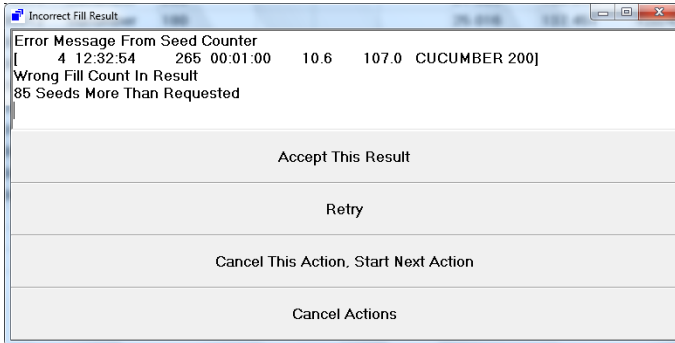 Incorrect Fill Result
Error Message From Seed Counter
[ 4 12:32:54 265 00:01:00 10.6 107.0 CUCUMBER 200]
Wrong Fill Count In Result
85 Seeds More Than Requested
Accept This Result
Retry
Cancel This Action, Start Next Action
Cancel Actions